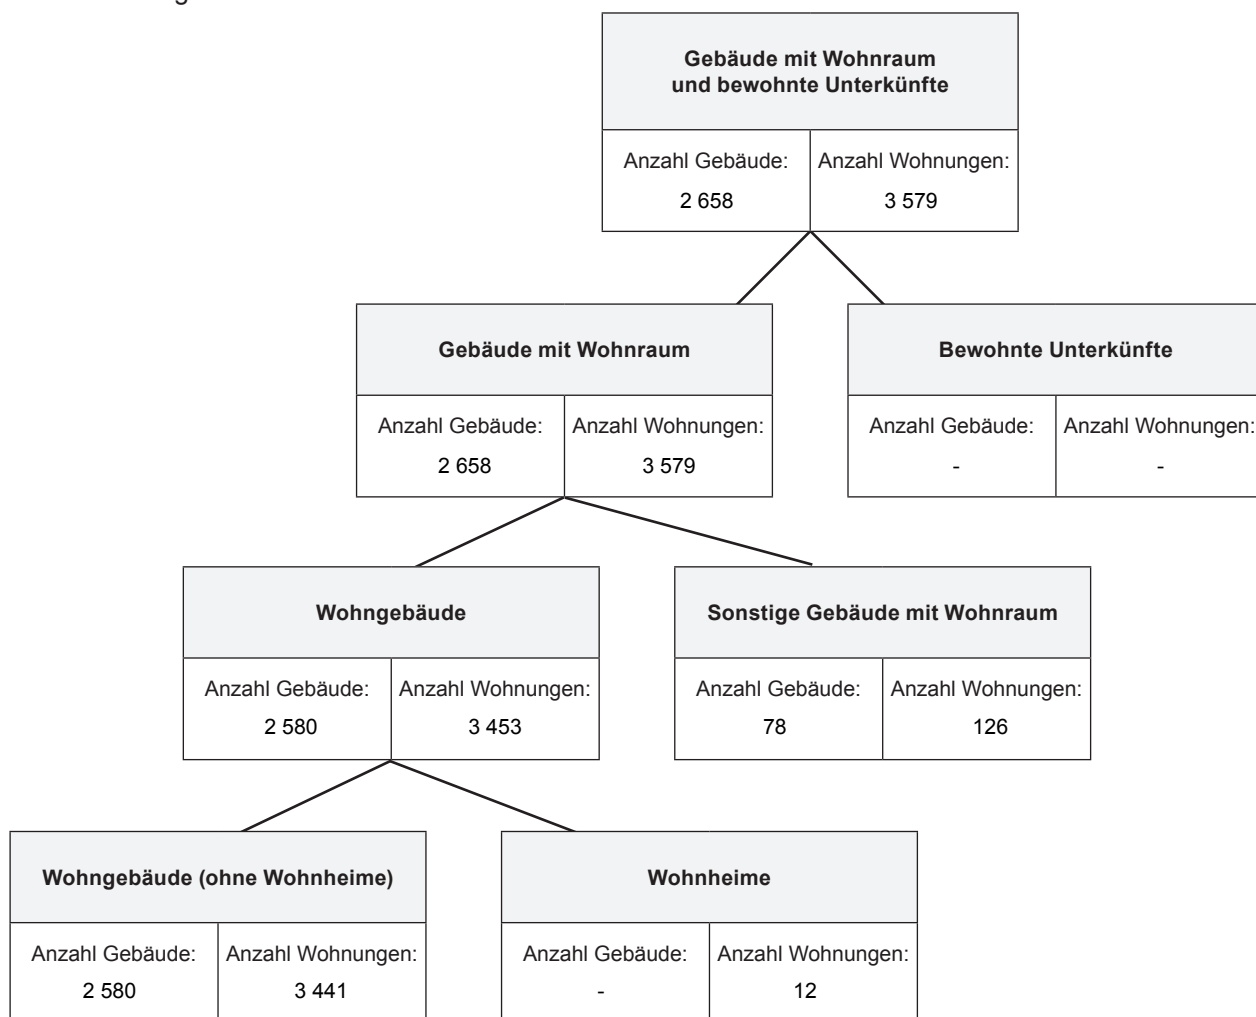 Gebäude mit Wohnraum
und bewohnte Unterkünfte
Anzahl Gebäude: Anzahl Wohnungen:
2 658 3 579
Gebäude mit Wohnraum
Anzahl Gebäude: Anzahl Wohnungen:
2 658 3 579
Bewohnte Unterkünfte
Anzahl Gebäude: Anzahl Wohnungen:
- -
Wohngebäude
Anzahl Gebäude: Anzahl Wohnungen:
2 580 3 453
Sonstige Gebäude mit Wohnraum
Anzahl Gebäude: Anzahl Wohnungen:
78 126
Wohngebäude (ohne Wohnheime)
Anzahl Gebäude: Anzahl Wohnungen:
2 580 3 441
Wohnheime
Anzahl Gebäude: Anzahl Wohnungen:
- 12